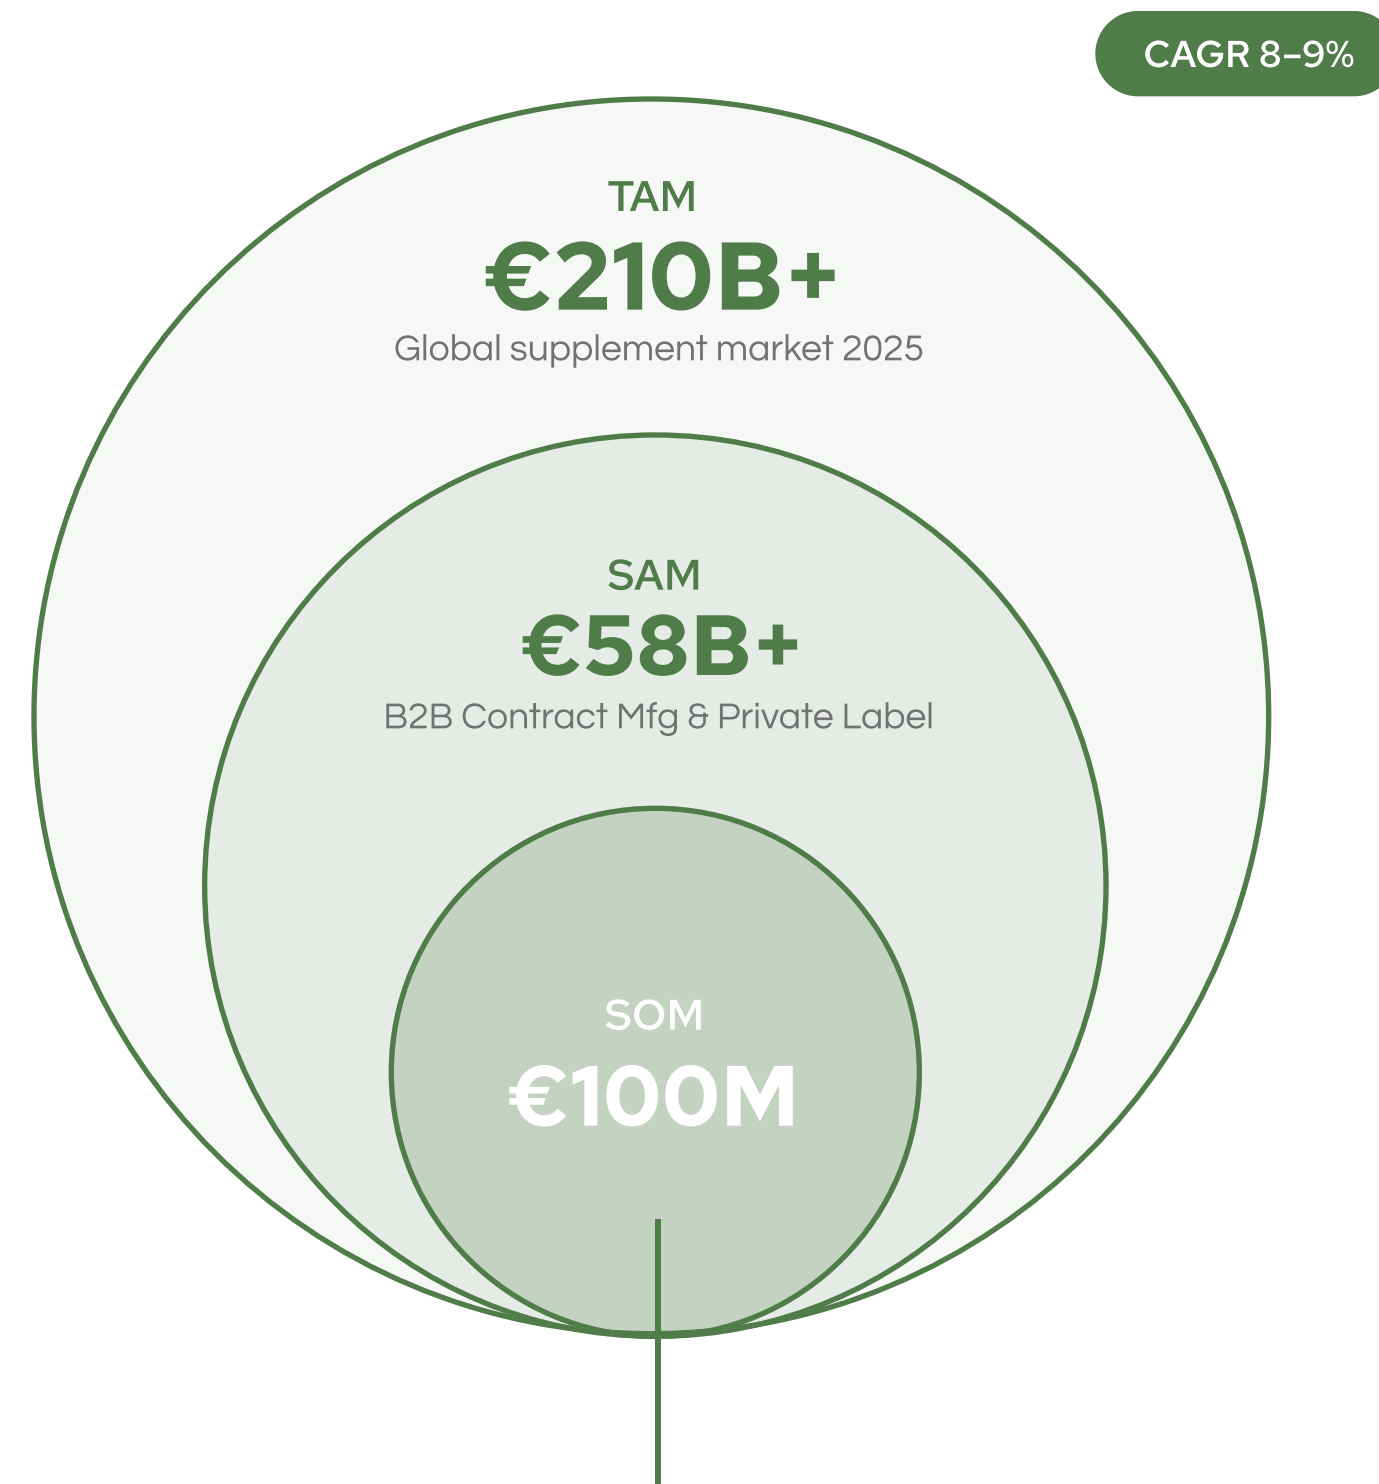 CAGR 8–9%
TAM
€210B+
Global supplement market 2025
SAM
€58B+
B2B Contract Mfg & Private Label
SOM
€100M